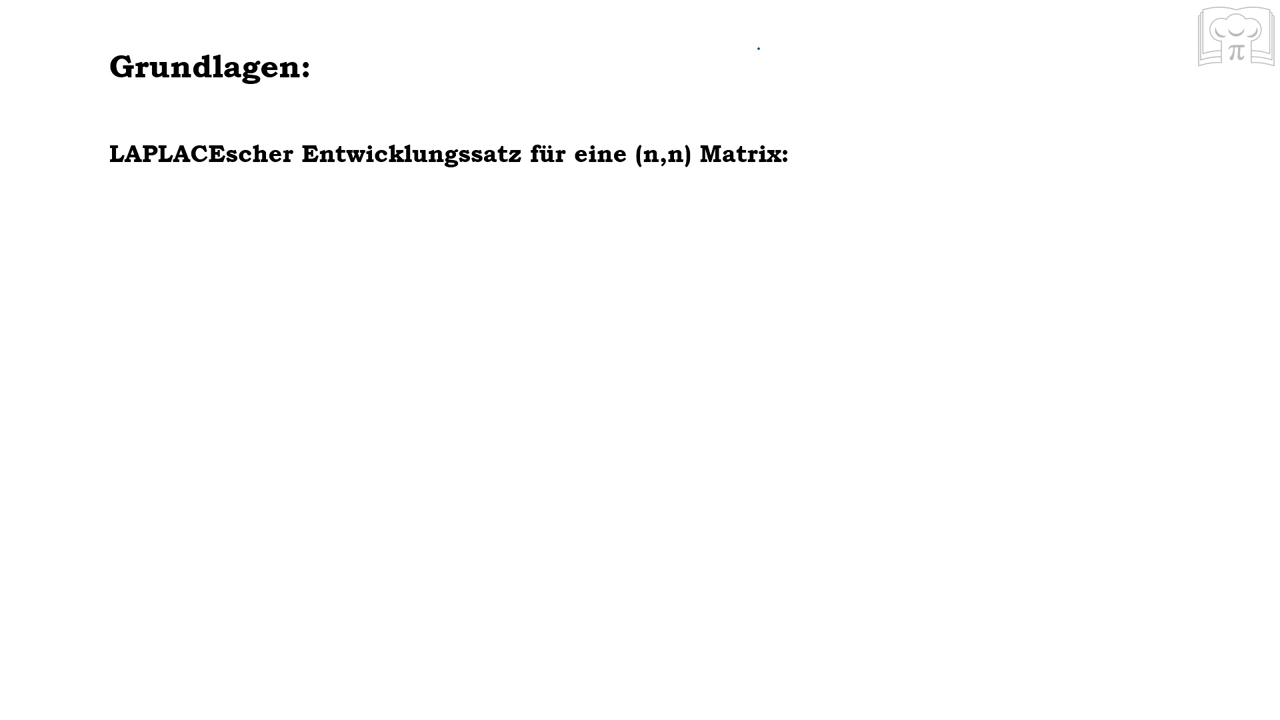 Grundlagen:
LAPLACEscher Entwicklungssatz für eine (n,n) Matrix:
π